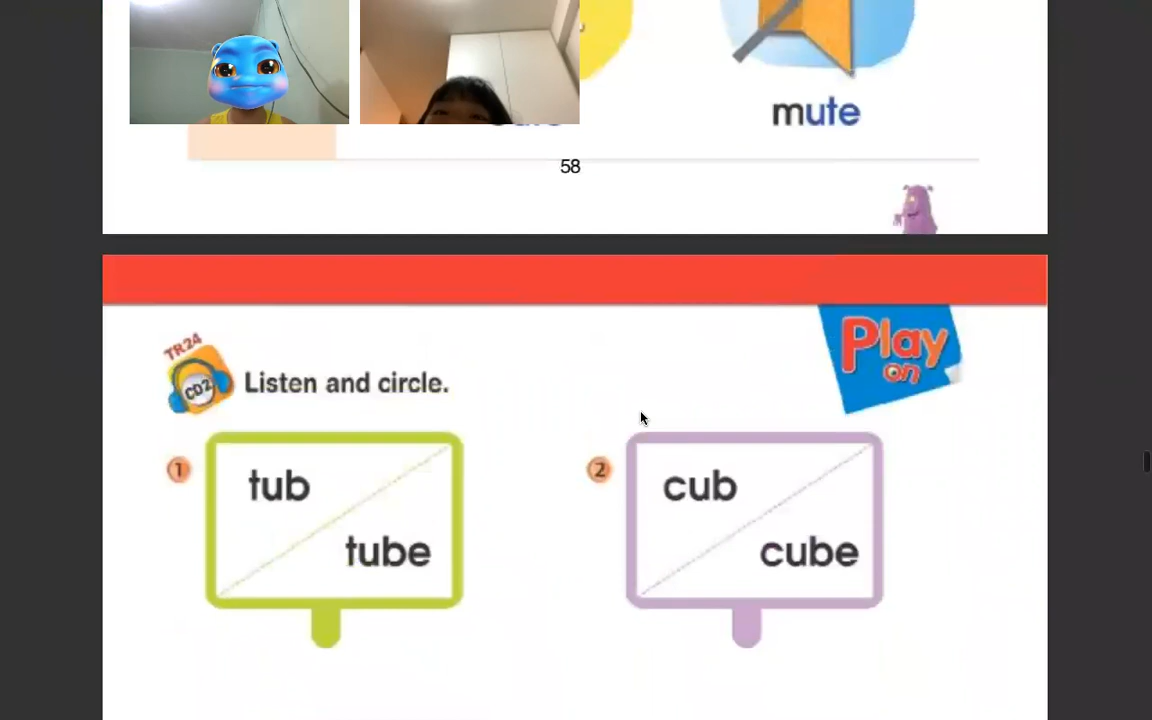 mute
58
TR24
CD2
Listen and circle.
Play
on
1
tub
tube
2
cub
cube